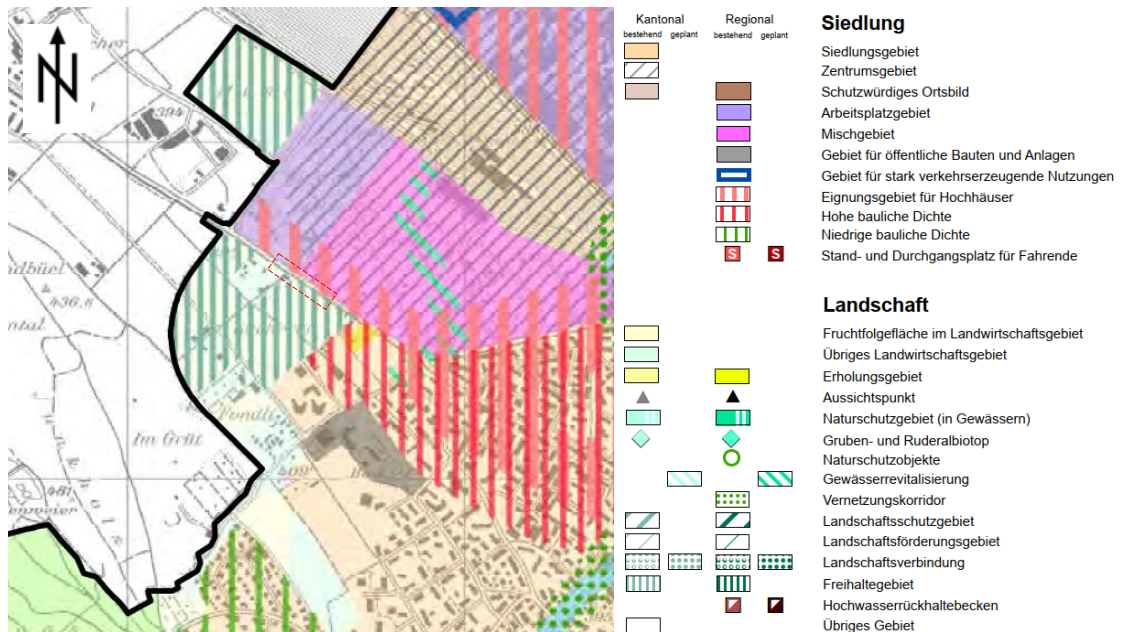 N
394
436.6
Im Grüt
409
Fondli
461
Kantonal Regional
bestehend geplant bestehend geplant
Siedlung
Siedlungsgebiet
Zentrumsgebiet
Schutzwürdiges Ortsbild
Arbeitsplatzgebiet
Mischgebiet
Gebiet für öffentliche Bauten und Anlagen
Gebiet für stark verkehrserzeugende Nutzungen
Eignungsgebiet für Hochhäuser
Hohe bauliche Dichte
Niedrige bauliche Dichte
S S Stand- und Durchgangsplatz für Fahrende
Landschaft
Fruchtfolgefläche im Landwirtschaftsgebiet
Übriges Landwirtschaftsgebiet
Erholungsgebiet
Aussichtspunkt
Naturschutzgebiet (in Gewässern)
Gruben- und Ruderalbiotop
Naturschutzobjekte
Gewässerrevitalisierung
Vernetzungskorridor
Landschaftsschutzgebiet
Landschaftsförderungsgebiet
Landschaftsverbindung
Freihaltegebiet
Hochwasserrückhaltebecken
Übriges Gebiet